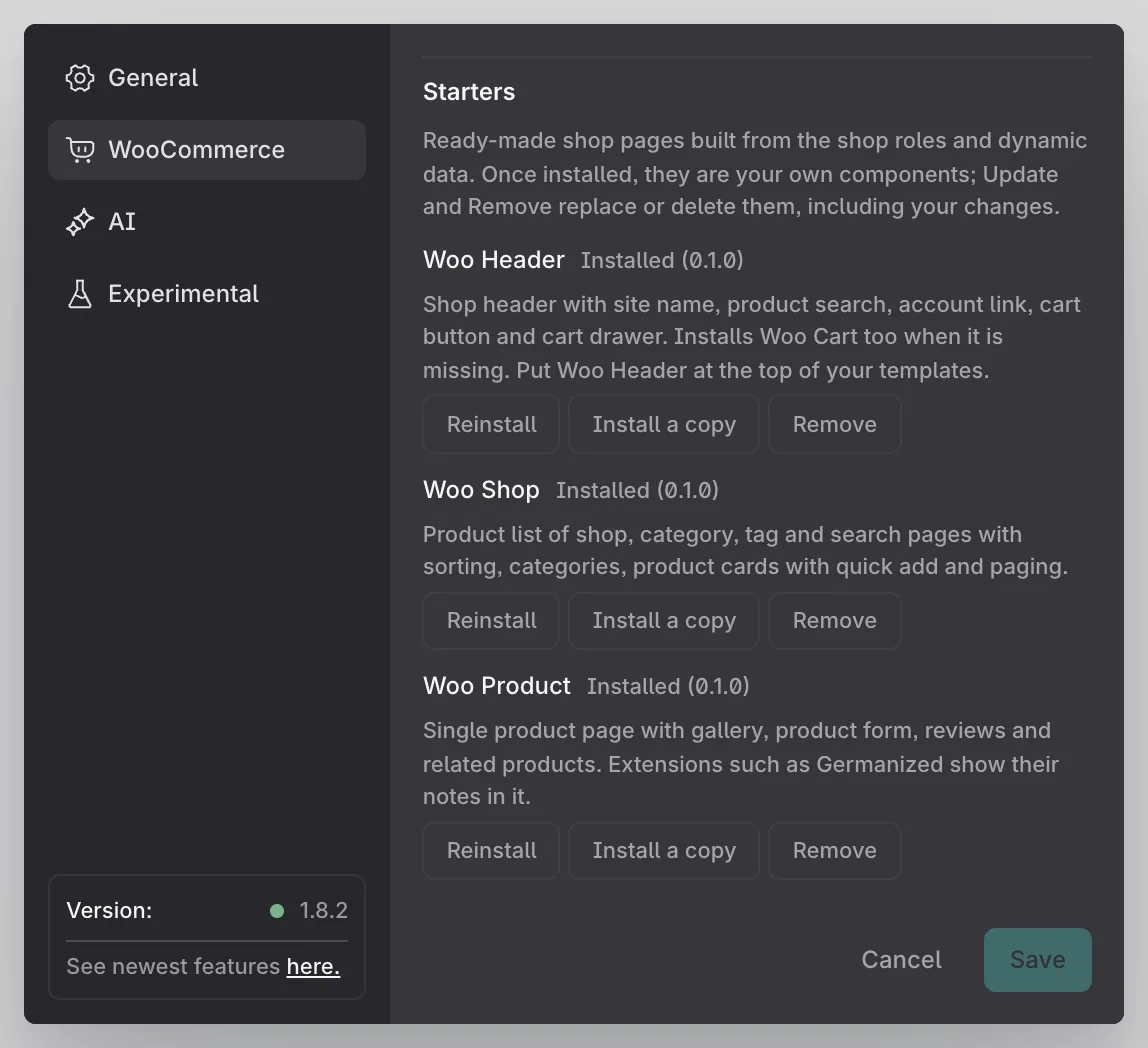 General
WooCommerce
AI
Experimental
Version:
1.8.2
See newest features here.
Starters
Ready-made shop pages built from the shop roles and dynamic
data. Once installed, they are your own components; Update
and Remove replace or delete them, including your changes.
Woo Header Installed (0.1.0)
Shop header with site name, product search, account link, cart
button and cart drawer. Installs Woo Cart too when it is
missing. Put Woo Header at the top of your templates.
Reinstall Install a copy Remove
Woo Shop Installed (0.1.0)
Product list of shop, category, tag and search pages with
sorting, categories, product cards with quick add and paging.
Reinstall Install a copy Remove
Woo Product Installed (0.1.0)
Single product page with gallery, product form, reviews and
related products. Extensions such as Germanized show their
notes in it.
Reinstall Install a copy Remove
Cancel Save